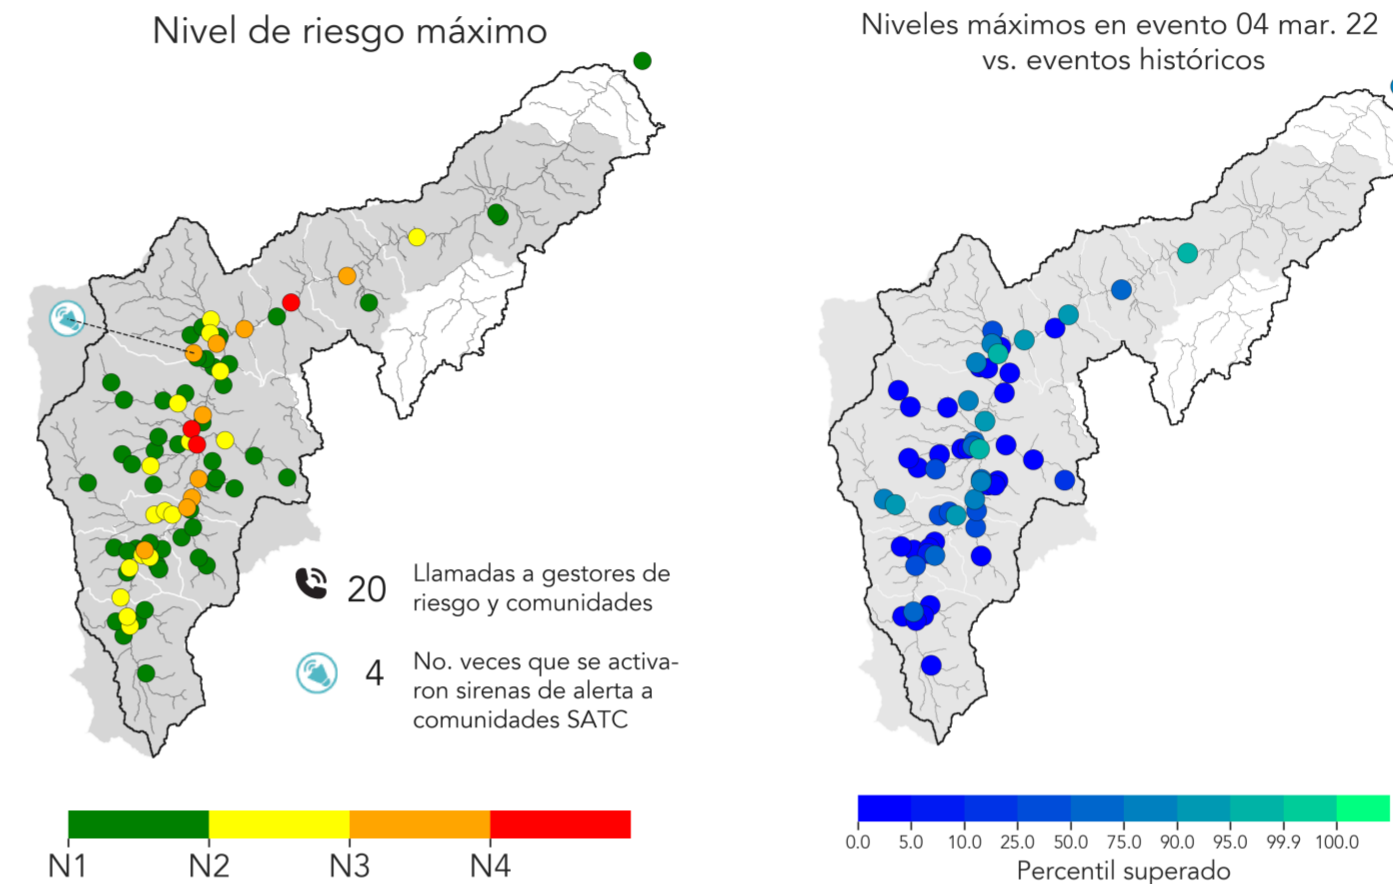 Nivel de riesgo máximo
20
Llamadas a gestores de
riesgo y comunidades
4
No. veces que se activa-
ron sirenas de alerta a
comunidades SATC
N1 N2 N3 N4
Niveles máximos en evento 04 mar. 22
vs. eventos históricos
0.0 5.0 10.0 25.0 50.0 75.0 90.0 95.0 99.9 100.0
Percentil superado